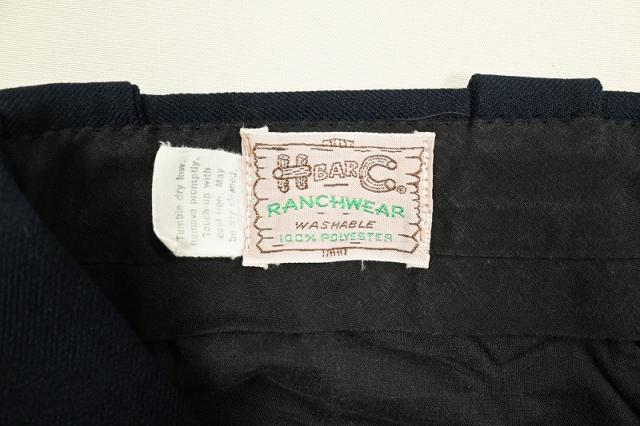 H BAR C®
RANCHWEAR
WASHABLE
100% POLYESTER
Tumble dry low.
Remove promptly.
Touch-up with
cool iron. May
be dry cleaned.